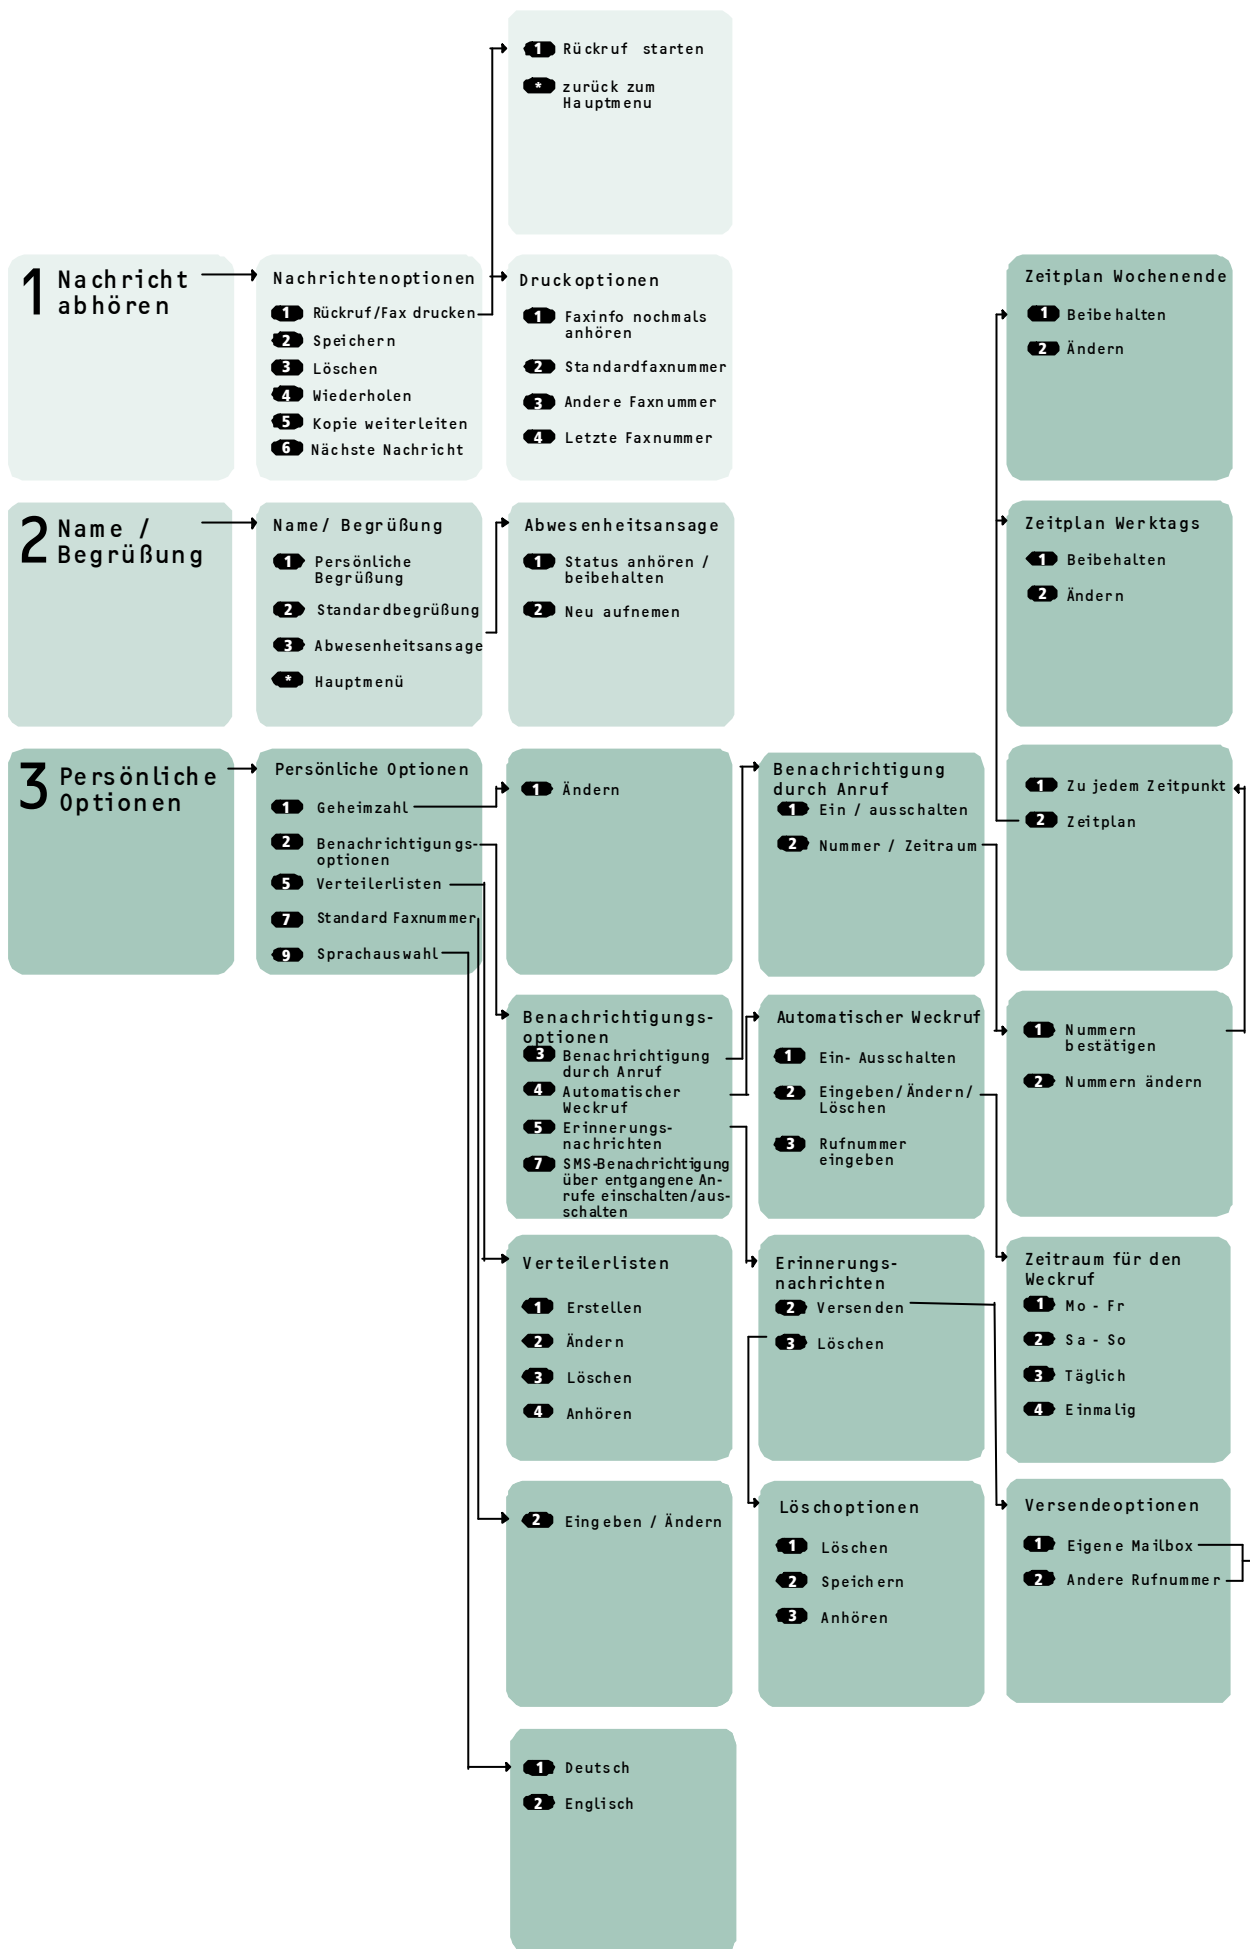 1 Rückruf starten
* zurück zum
Hauptmenu
1 Nachricht
abhören
Nachrichtenoptionen
1 Rückruf/Fax drucken
2 Speichern
3 Löschen
4 Wiederholen
5 Kopie weiterleiten
6 Nächste Nachricht
Druckoptionen
1 Faxinfo nochmals
anhören
2 Standardfaxnummer
3 Andere Faxnummer
4 Letzte Faxnummer
Zeitplan Wochenende
1 Beibehalten
2 Ändern
2 Name /
Begrüßung
Name/ Begrüßung
1 Persönliche
Begrüßung
2 Standardbegrüßung
3 Abwesenheitsansage
* Hauptmenü
Abwesenheitsansage
1 Status anhören /
beibehalten
2 Neu aufnemen
Zeitplan Werktags
1 Beibehalten
2 Ändern
3 Persönliche
Optionen
Persönliche Optionen
1 Geheimzahl
2 Benachrichtigungs-
optionen
5 Verteilerlisten
7 Standard Faxnummer
9 Sprachauswahl
1 Ändern
Benachrichtigung
durch Anruf
1 Ein / ausschalten
2 Nummer / Zeitraum
1 Zu jedem Zeitpunkt
2 Zeitplan
Benachrichtigungs-
optionen
3 Benachrichtigung
durch Anruf
4 Automatischer
Weckruf
5 Erinnerungs-
nachrichten
7 SMS-Benachrichtigung
über entgangene An-
rufe einschalten/aus-
schalten
Automatischer Weckruf
1 Ein- Ausschalten
2 Eingeben/Ändern/
Löschen
3 Rufnummer
eingeben
1 Nummern
bestätigen
2 Nummern ändern
Verteilerlisten
1 Erstellen
2 Ändern
3 Löschen
4 Anhören
Erinnerungs-
nachrichten
2 Versenden
3 Löschen
Zeitraum für den
Weckruf
1 Mo - Fr
2 Sa - So
3 Täglich
4 Einmalig
2 Eingeben / Ändern
Löschoptionen
1 Löschen
2 Speichern
3 Anhören
Versendeoptionen
1 Eigene Mailbox
2 Andere Rufnummer
1 Deutsch
2 Englisch